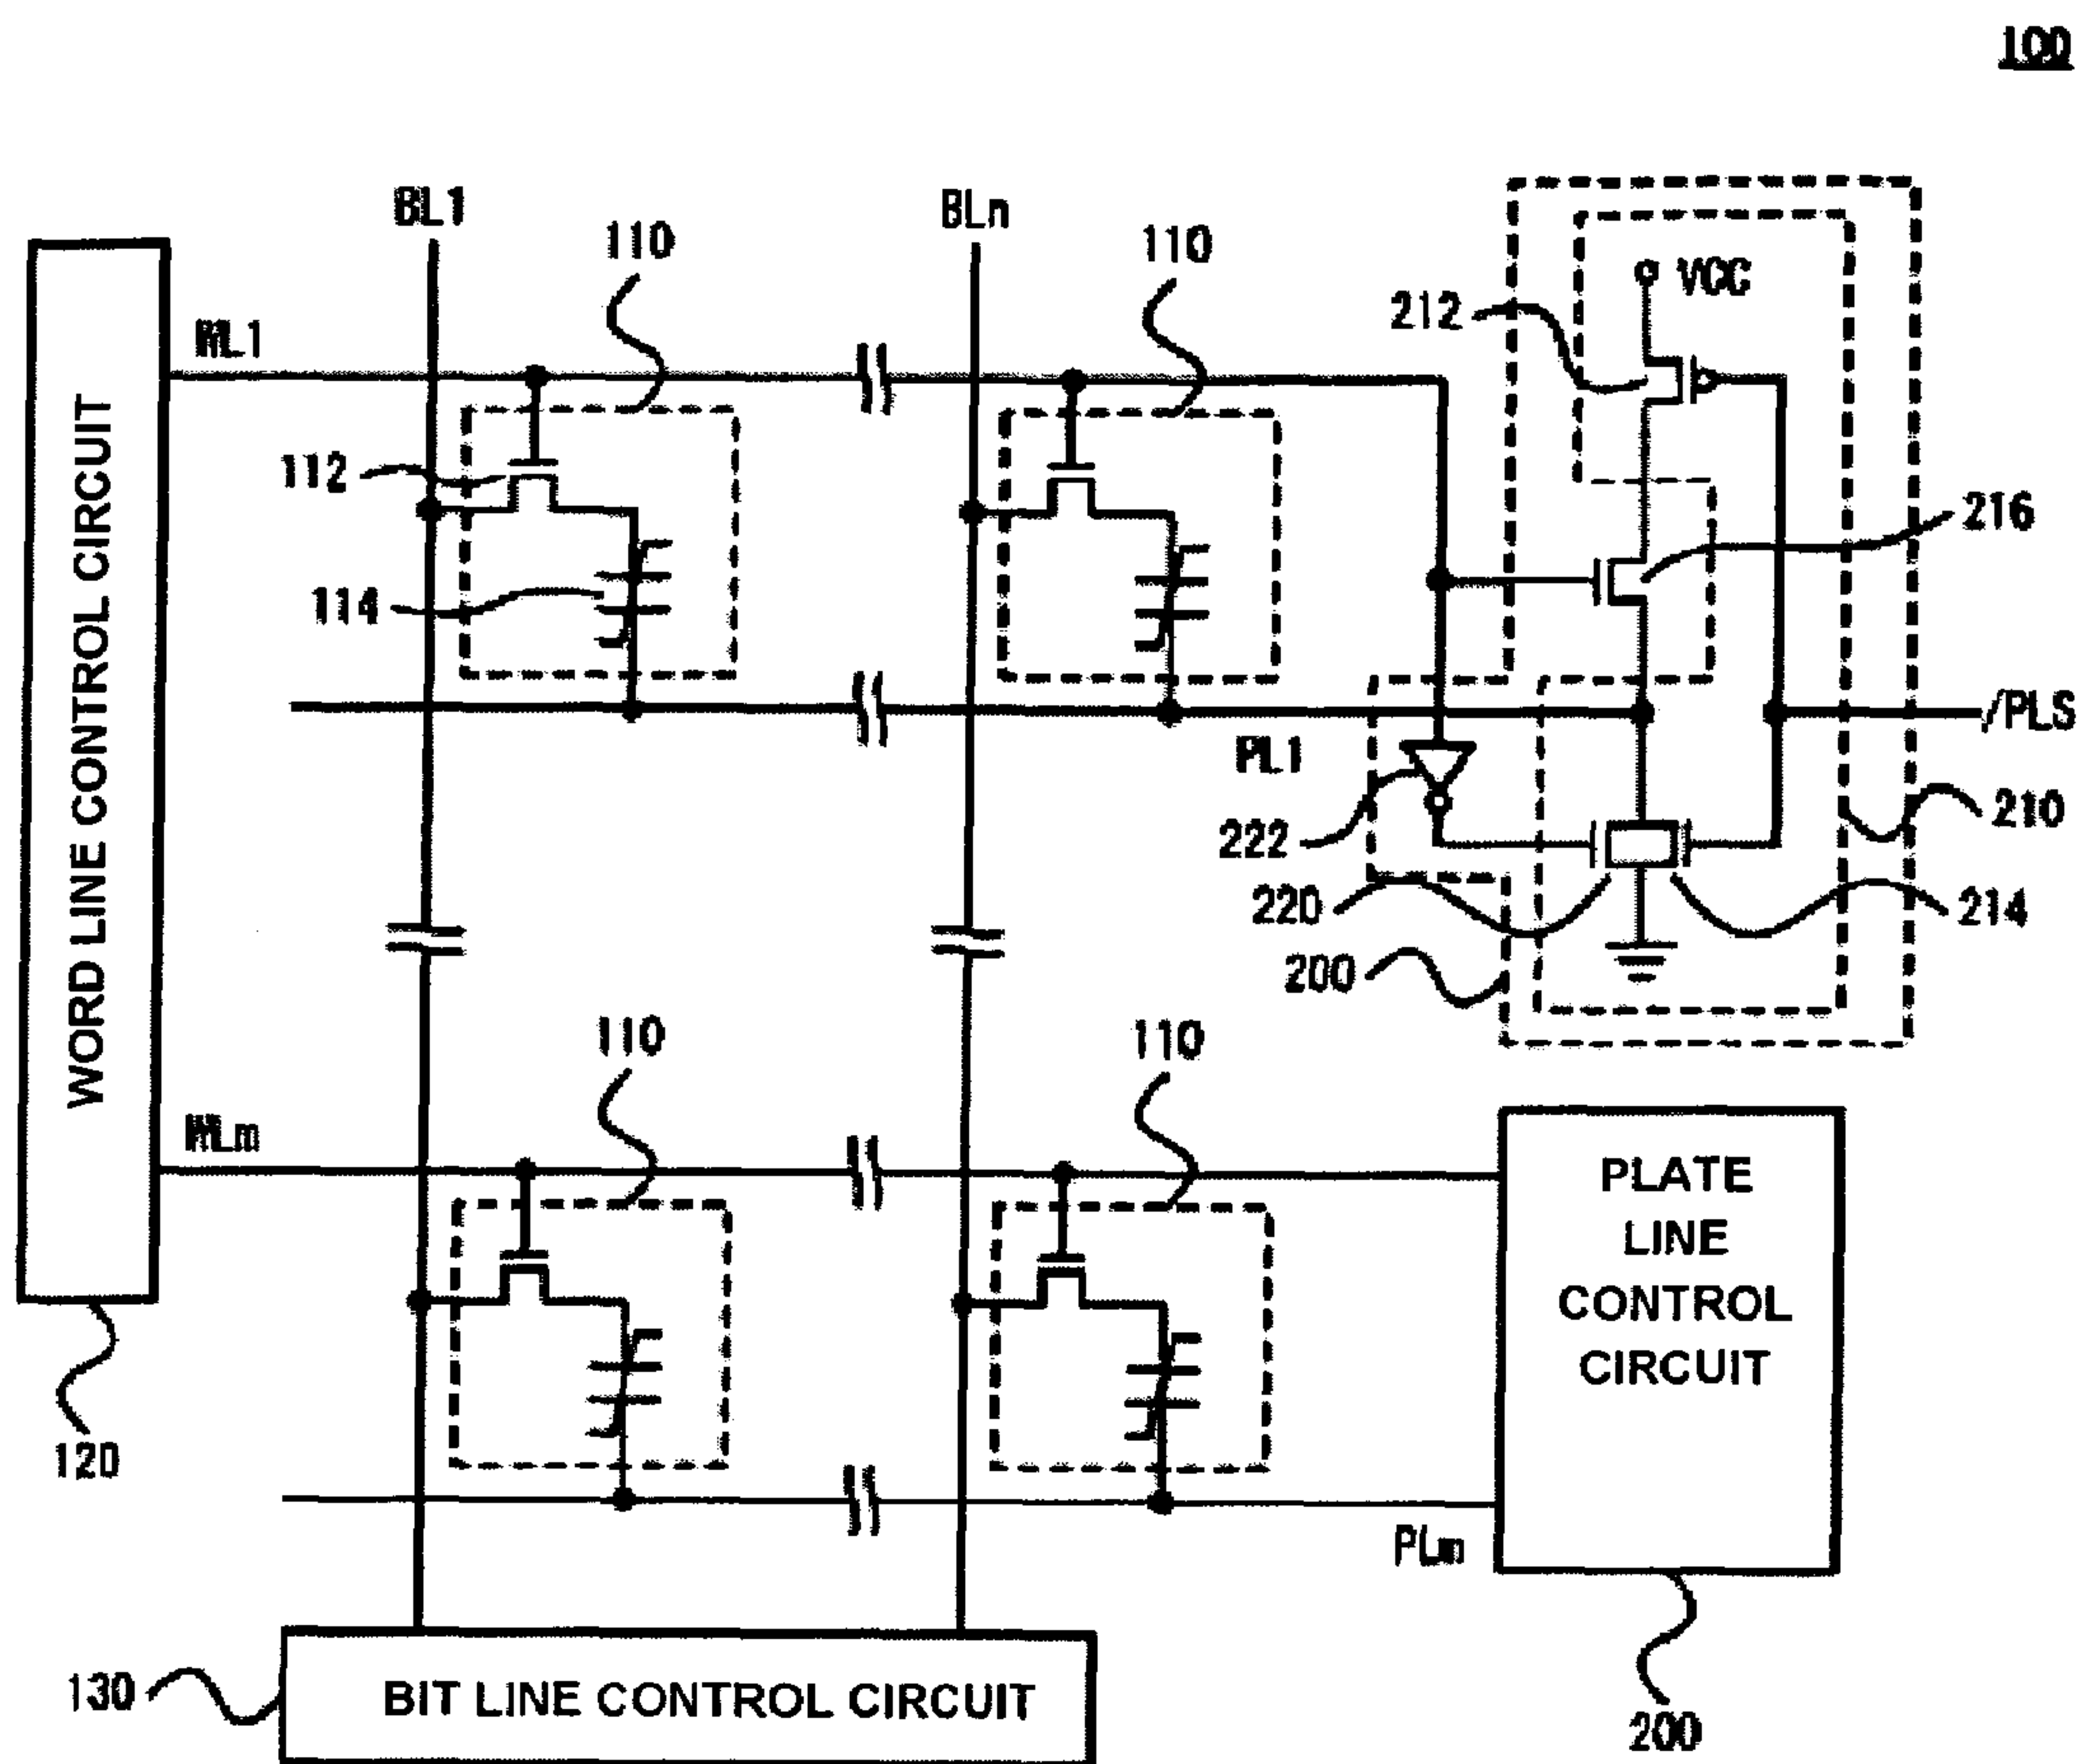 100
BL1
BLn
110
110
VCC
212
WL1
112
216
114
WORD LINE CONTROL CIRCUIT
/PLS
PL1
210
222
220
214
200
110
110
WLm
PLATE
LINE
CONTROL
CIRCUIT
120
PLm
130
BIT LINE CONTROL CIRCUIT
200